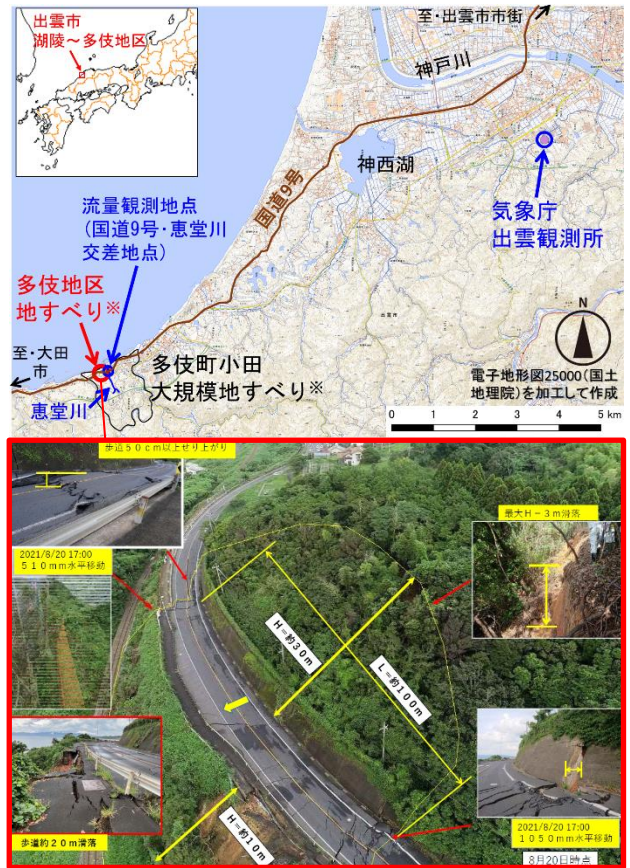 出雲市
湖陵～多伎地区
至・出雲市市街
神戸川
神西湖
国道9号
気象庁
出雲観測所
流量観測地点
(国道9号・恵堂川
交差地点)
多伎地区
地すべり※
至・大田
市
恵堂川
多伎町小田
大規模地すべり※
N
電子地形図25000(国土
地理院)を加工して作成
0 1 2 3 4 5 km
歩道50cm以上せり上がり
最大H=3m滑落
2021/8/20 17:00
510mm水平移動
H=約30m
L=約100m
H=約10m
歩道約20m滑落
2021/8/20 17:00
1050mm水平移動
8月20日時点